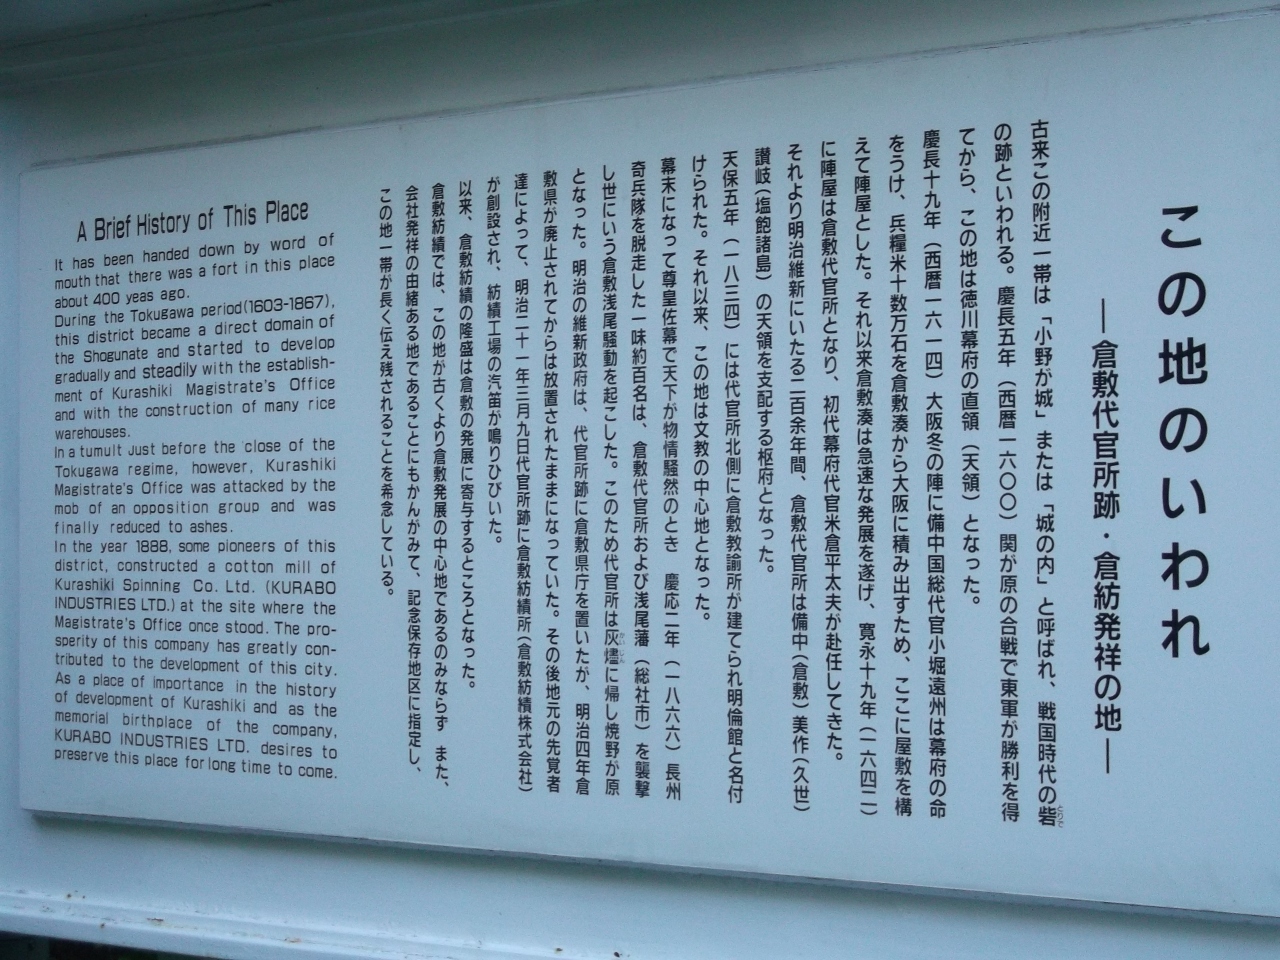 この地のいわれ
―倉敷代官所跡・倉紡発祥の地―
古来この附近一帯は「小野が城」または「城の内」と呼ばれ、戦国時代の砦
とりで
の跡といわれる。慶長五年（西暦一六〇〇）関が原の合戦で東軍が勝利を得
てから、この地は徳川幕府の直領（天領）となった。
慶長十九年（西暦一六一四）大阪冬の陣に備中国総代官小堀遠州は幕府の命
をうけ、兵糧米十数万石を倉敷湊から大阪に積み出すため、ここに屋敷を構
えて陣屋とした。それ以来倉敷湊は急速な発展を遂げ、寛永十九年（一六四二）
に陣屋は倉敷代官所となり、初代幕府代官米倉平太夫が赴任してきた。
それより明治維新にいたる二百余年間、倉敷代官所は備中（倉敷）美作（久世）
讃岐（塩飽諸島）の天領を支配する枢府となった。
天保五年（一八三四）には代官所北側に倉敷教諭所が建てられ明倫館と名付
けられた。それ以来、この地は文教の中心地となった。
幕末になって尊皇佐幕で天下が物情騒然のとき　慶応二年（一八六六）長州
奇兵隊を脱走した一味約百名は、倉敷代官所および浅尾藩（総社市）を襲撃
し世にいう倉敷浅尾騒動を起こした。このため代官所は灰燼に帰し焼野が原
かいじん
となった。明治の維新政府は、代官所跡に倉敷県庁を置いたが、明治四年倉
敷県が廃止されてからは放置されたままになっていた。その後地元の先覚者
達によって、明治二十一年三月九日代官所跡に倉敷紡績所（倉敷紡績株式会社）
が創設され、紡績工場の汽笛が鳴りひびいた。
以来、倉敷紡績の隆盛は倉敷の発展に寄与するところとなった。
倉敷紡績では、この地が古くより倉敷発展の中心地であるのみならず　また、
会社発祥の由緒ある地であることにもかんがみて、記念保存地区に指定し、
この地一帯が長く伝え残されることを希念している。
A Brief History of This Place
It has been handed down by word of
mouth that there was a fort in this place
about 400 yeas ago.
During the Tokugawa period(1603-1867),
this district became a direct domain of
the Shogunate and started to develop
gradually and steadily with the establish-
ment of Kurashiki Magistrate's Office
and with the construction of many rice
warehouses.
In a tumult Just before the close of the
Tokugawa regime, however, Kurashiki
Magistrate's Office was attacked by the
mob of an opposition group and was
finally reduced to ashes.
In the year 1888, some pioneers of this
district, constructed a cotton mill of
Kurashiki Spinning Co. Ltd. (KURABO
INDUSTRIES LTD.) at the site where the
Magistrate's Office once stood. The pro-
sperity of this company has greatly con-
tributed to the development of this city.
As a place of importance in the history
of development of Kurashiki and as the
memorial birthplace of the company,
KURABO INDUSTRIES LTD. desires to
preserve this place for long time to come.